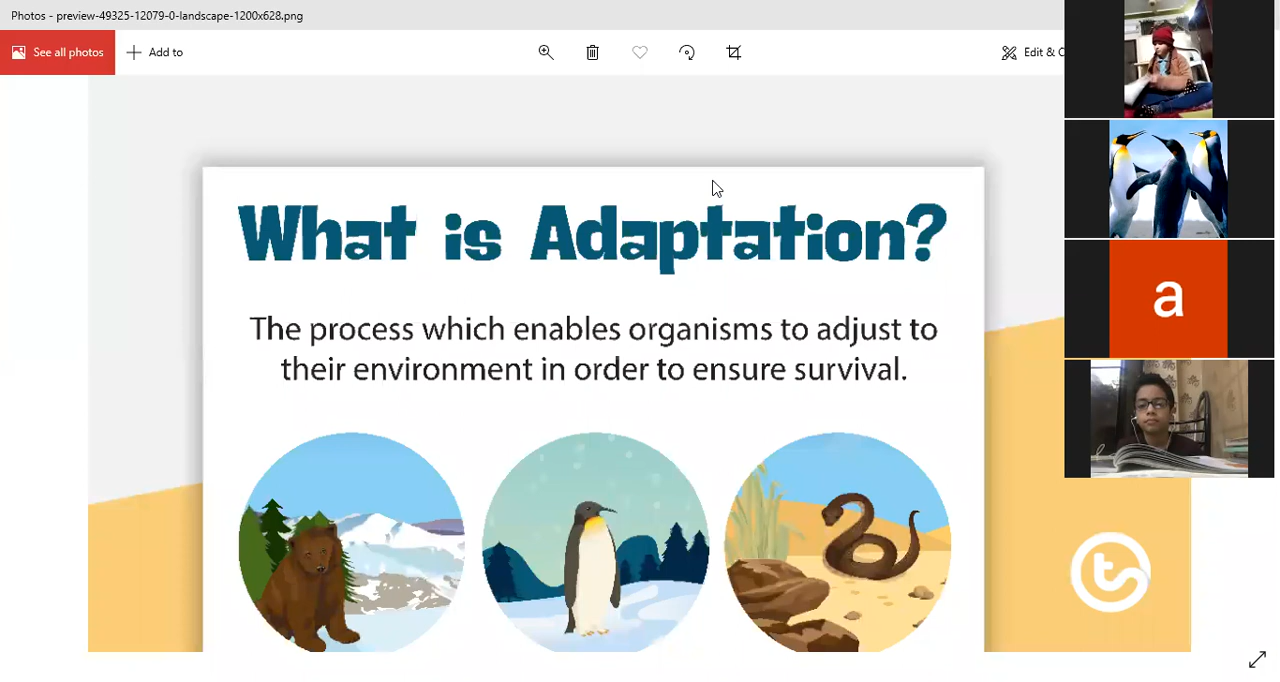 Photos - preview-49325-12079-0-landscape-1200x628.png
See all photos
Add to
Edit & C
What is Adaptation?
The process which enables organisms to adjust to
their environment in order to ensure survival.
a
ts